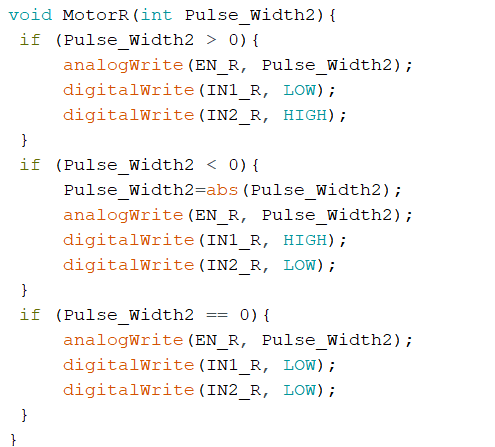 void MotorR(int Pulse_Width2){
 if (Pulse_Width2 > 0){
     analogWrite(EN_R, Pulse_Width2);
     digitalWrite(IN1_R, LOW);
     digitalWrite(IN2_R, HIGH);
 }
 if (Pulse_Width2 < 0){
     Pulse_Width2=abs(Pulse_Width2);
     analogWrite(EN_R, Pulse_Width2);
     digitalWrite(IN1_R, HIGH);
     digitalWrite(IN2_R, LOW);
 }
 if (Pulse_Width2 == 0){
     analogWrite(EN_R, Pulse_Width2);
     digitalWrite(IN1_R, LOW);
     digitalWrite(IN2_R, LOW);
 }
}